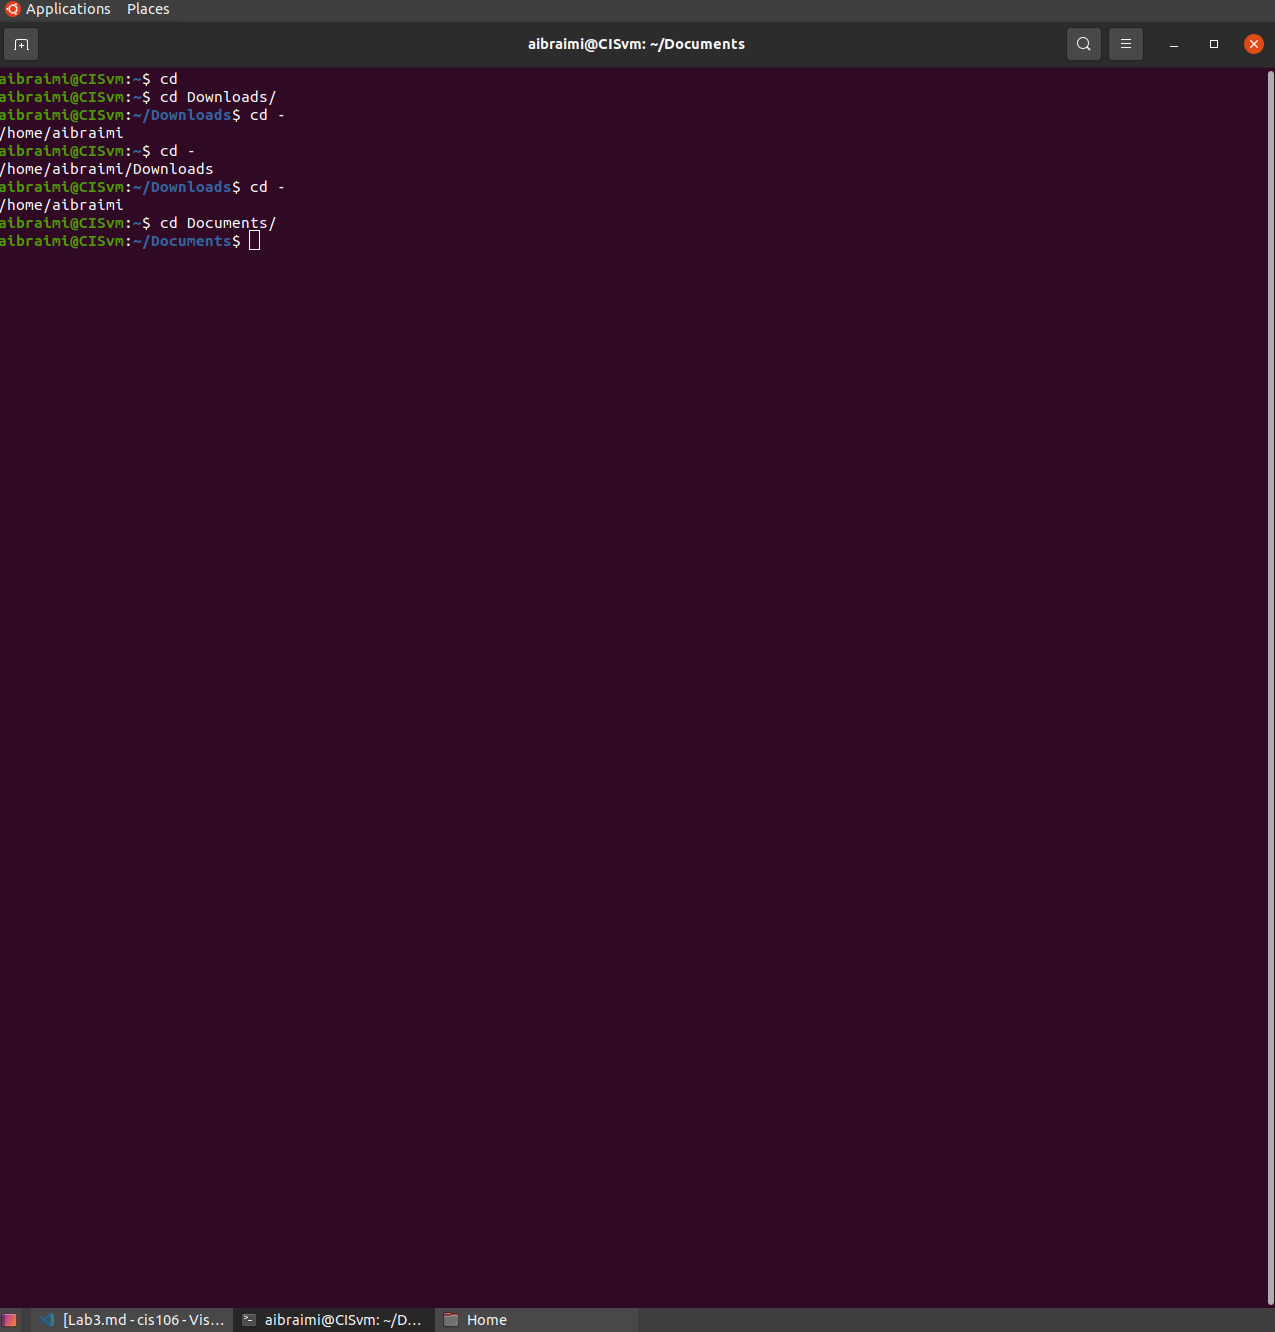 Applications Places
aibraimi@CISvm: ~/Documents
aibraimi@CISvm:~$ cd
aibraimi@CISvm:~$ cd Downloads/
aibraimi@CISvm:~/Downloads$ cd -
/home/aibraimi
aibraimi@CISvm:~$ cd -
/home/aibraimi/Downloads
aibraimi@CISvm:~/Downloads$ cd -
/home/aibraimi
aibraimi@CISvm:~$ cd Documents/
aibraimi@CISvm:~/Documents$
[Lab3.md - cis106 - Vis... aibraimi@CISvm: ~/D... Home